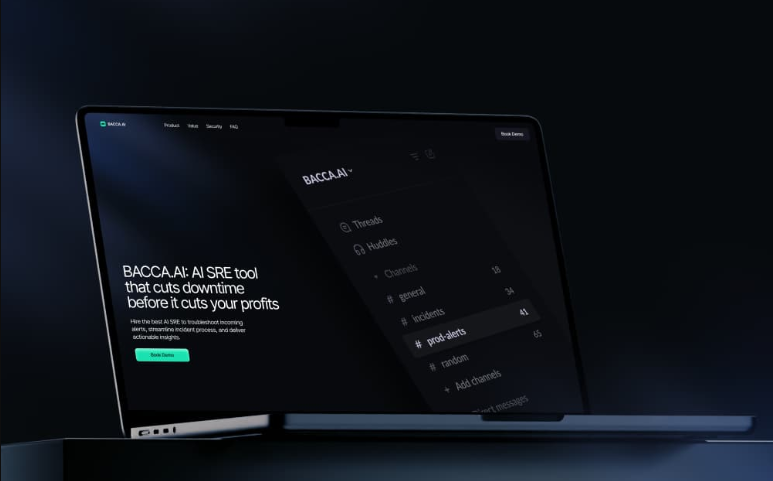 BACCA.AI
Product Value Security FAQ
Book Demo
BACCA.AI: AI SRE tool
that cuts downtime
before it cuts your profits
Hire the best AI SRE to troubleshoot incoming
alerts, streamline incident process, and deliver
actionable insights.
Book Demo
BACCA.AI
Threads
Huddles
Channels
# general 18
# incidents 34
# prod-alerts 41
# random 65
+ Add channels
Direct messages